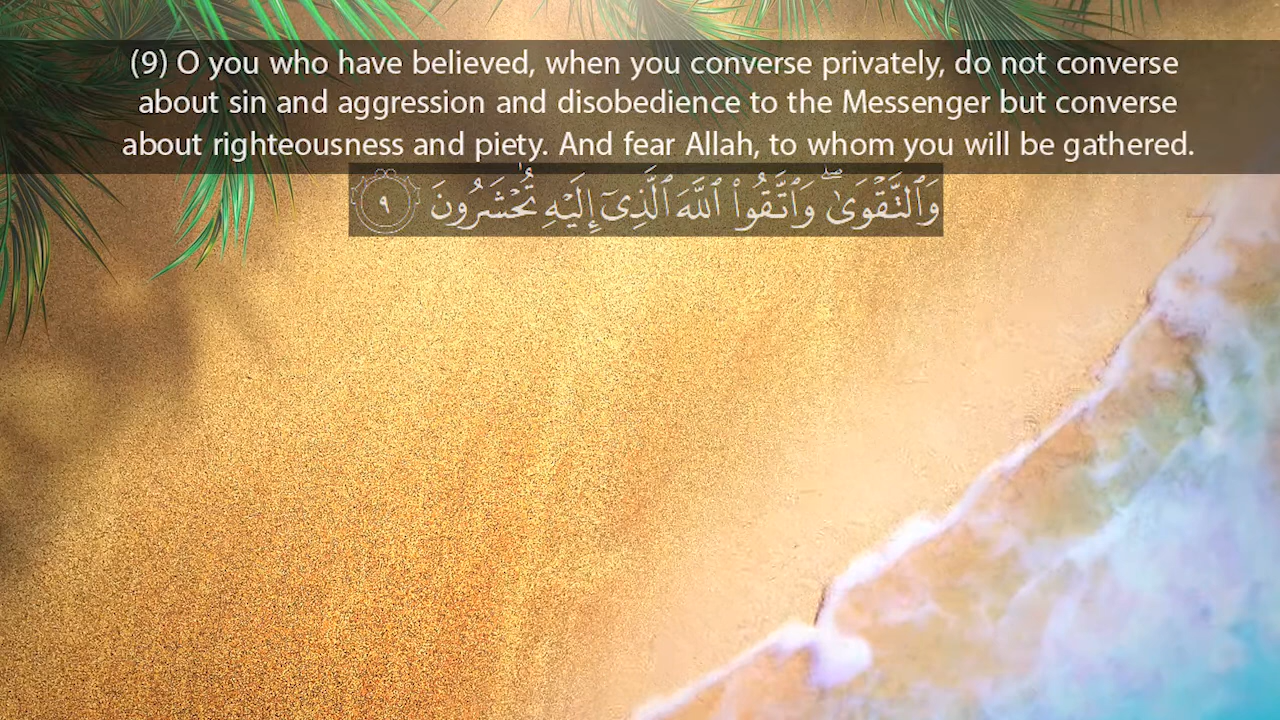 (9) O you who have believed, when you converse privately, do not converse
about sin and aggression and disobedience to the Messenger but converse
about righteousness and piety. And fear Allah, to whom you will be gathered.
وَٱلتَّقْوَىٰ ۖ وَٱتَّقُوا۟ ٱللَّهَ ٱلَّذِىٓ إِلَيْهِ تُحْشَرُونَ ٩